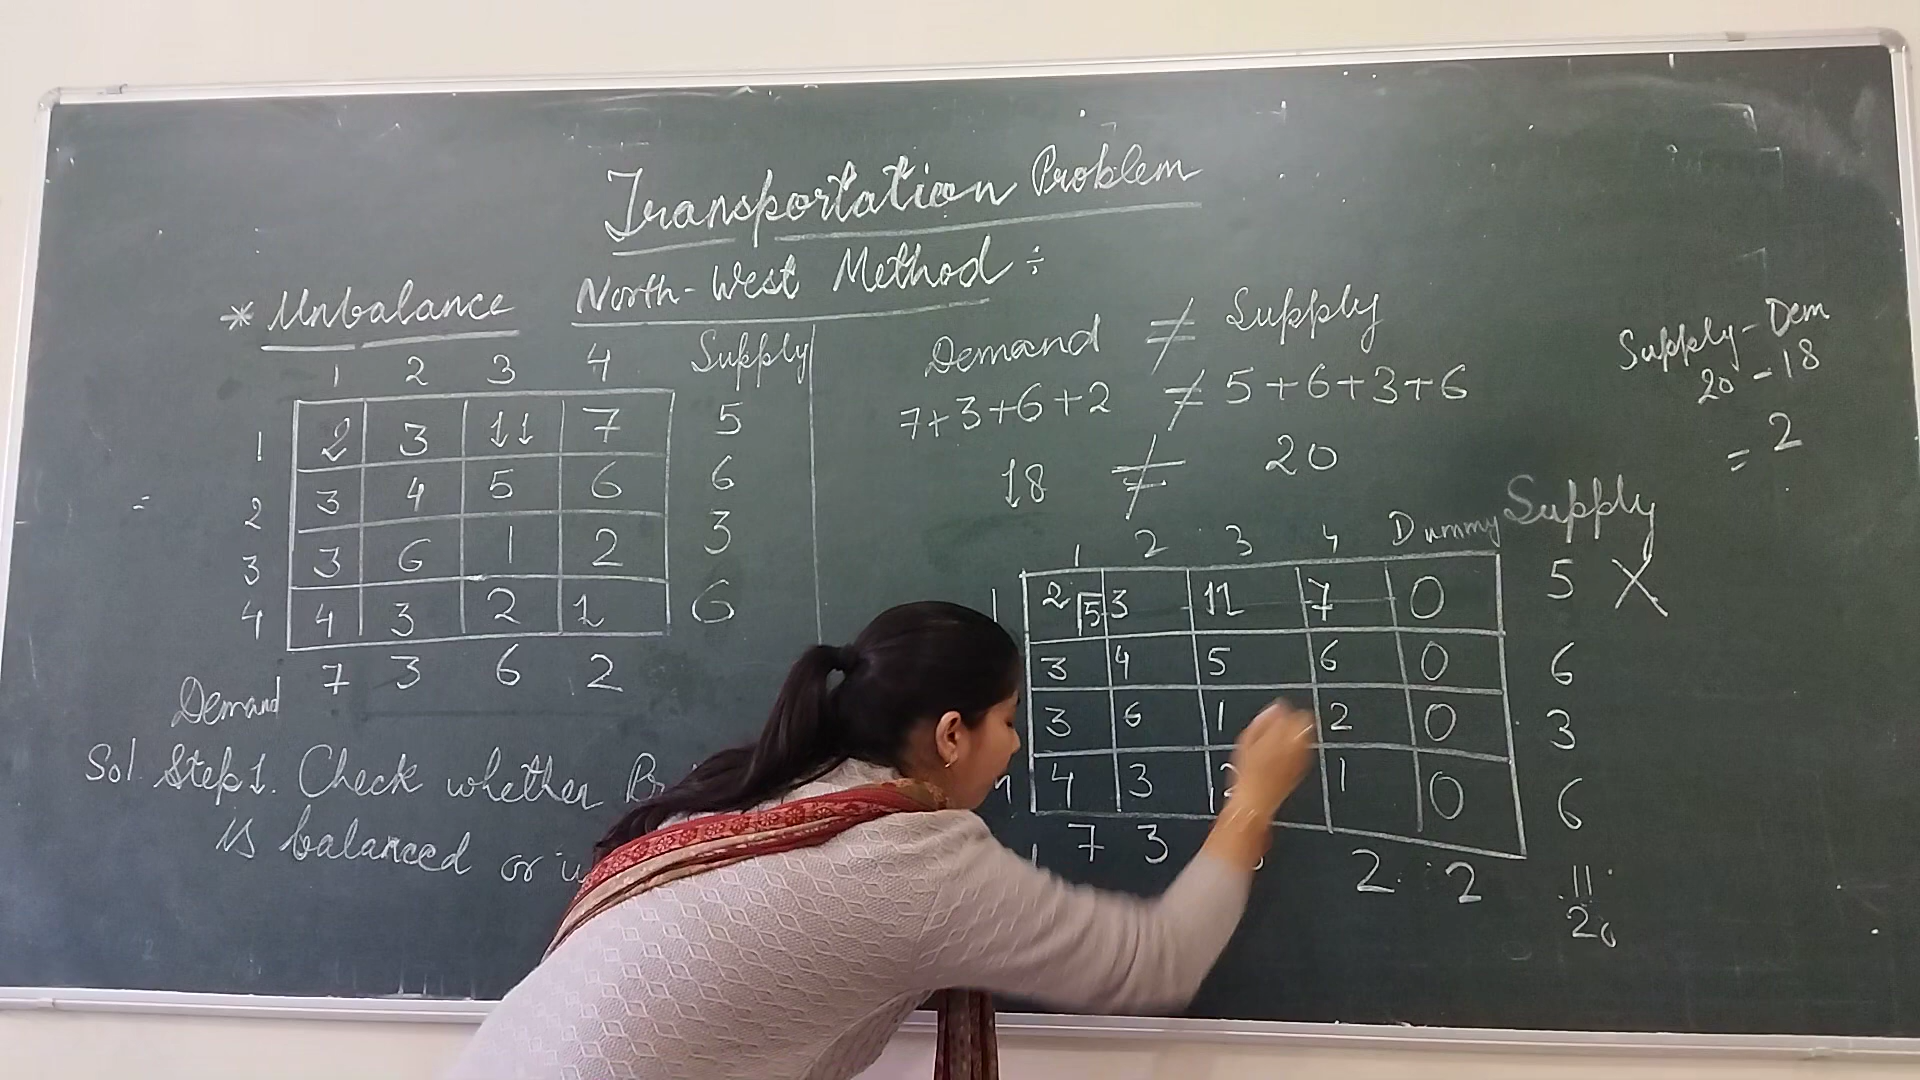 Transportation Problem
* Unbalance North-West Method ÷
1 2 3 4 Supply
1 2 3 11 7 5
2 3 4 5 6 6
3 3 6 1 2 3
4 4 3 2 1 6
Demand 7 3 6 2
Sol. Step 1. Check whether
is balanced or
Demand ≠ Supply
7+3+6+2 ≠ 5+6+3+6
18 ≠ 20
Supply - Dem
20 - 18
= 2
1 2 3 4 Dummy Supply
1 2 5 3 11 7 0 5 X
3 4 5 6 0 6
3 6 1 2 0 3
4 3 2 1 0 6
7 3 2 2 11
20